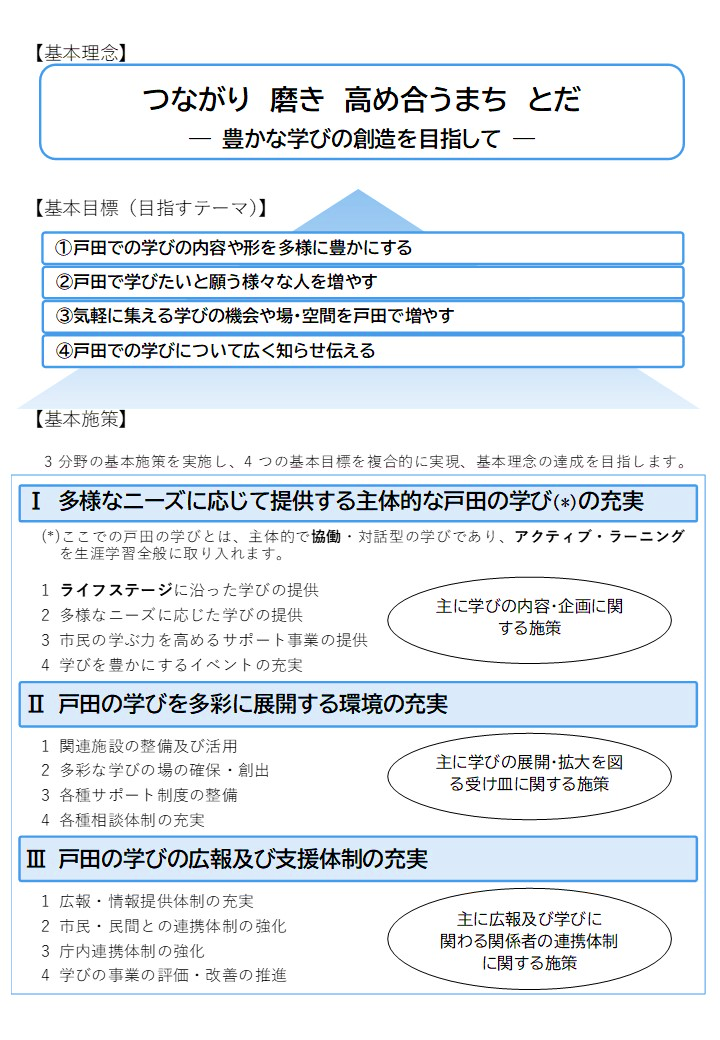 【基本理念】
つながり　磨き　高め合うまち　とだ
― 豊かな学びの創造を目指して ―
【基本目標（目指すテーマ）】
①戸田での学びの内容や形を多様に豊かにする
②戸田で学びたいと願う様々な人を増やす
③気軽に集える学びの機会や場・空間を戸田で増やす
④戸田での学びについて広く知らせ伝える
【基本施策】
3 分野の基本施策を実施し、4 つの基本目標を複合的に実現、基本理念の達成を目指します。
Ⅰ 多様なニーズに応じて提供する主体的な戸田の学び(*)の充実
(*)ここでの戸田の学びとは、主体的で協働・対話型の学びであり、アクティブ・ラーニング
を生涯学習全般に取り入れます。
1 ライフステージに沿った学びの提供
2 多様なニーズに応じた学びの提供
3 市民の学ぶ力を高めるサポート事業の提供
4 学びを豊かにするイベントの充実
主に学びの内容・企画に関
する施策
Ⅱ 戸田の学びを多彩に展開する環境の充実
1 関連施設の整備及び活用
2 多彩な学びの場の確保・創出
3 各種サポート制度の整備
4 各種相談体制の充実
主に学びの展開・拡大を図
る受け皿に関する施策
Ⅲ 戸田の学びの広報及び支援体制の充実
1 広報・情報提供体制の充実
2 市民・民間との連携体制の強化
3 庁内連携体制の強化
4 学びの事業の評価・改善の推進
主に広報及び学びに
関わる関係者の連携体制
に関する施策